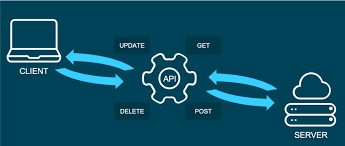 UPDATE GET
CLIENT API
DELETE POST
SERVER